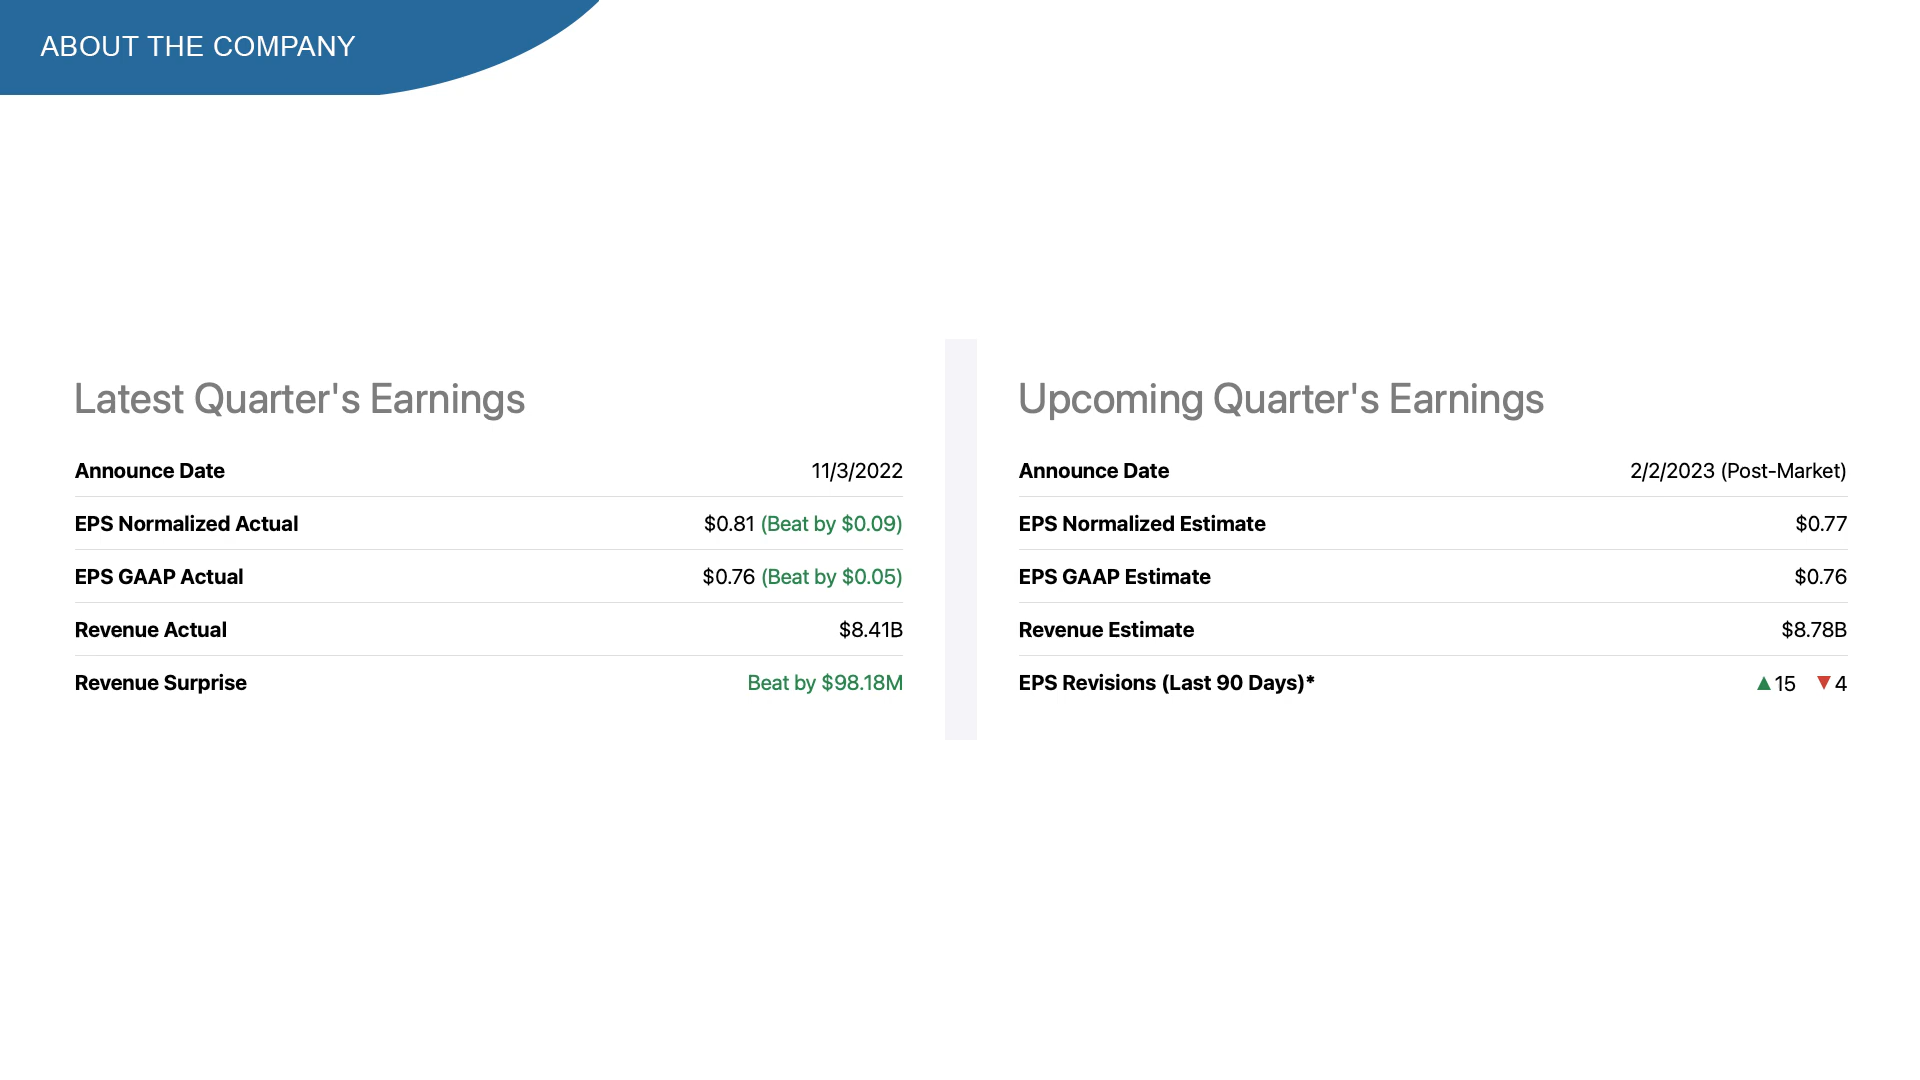 ABOUT THE COMPANY
Latest Quarter's Earnings
Announce Date 11/3/2022
EPS Normalized Actual $0.81 (Beat by $0.09)
EPS GAAP Actual $0.76 (Beat by $0.05)
Revenue Actual $8.41B
Revenue Surprise Beat by $98.18M
Upcoming Quarter's Earnings
Announce Date 2/2/2023 (Post-Market)
EPS Normalized Estimate $0.77
EPS GAAP Estimate $0.76
Revenue Estimate $8.78B
EPS Revisions (Last 90 Days)* ▲15 ▼4